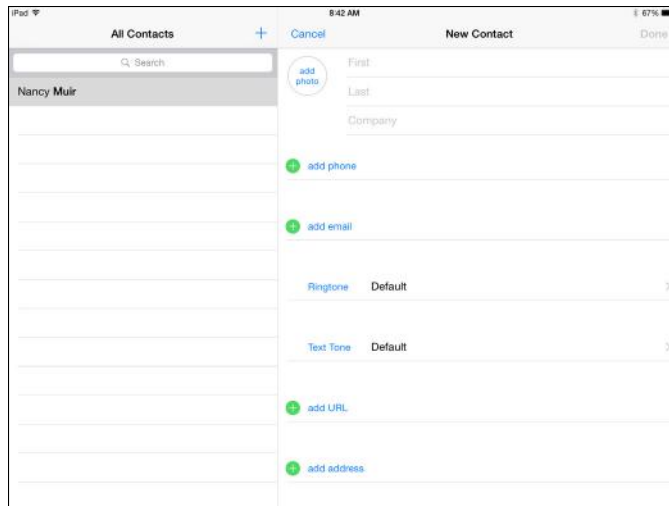 iPad 8:42 AM 67%
All Contacts + Cancel New Contact Done
Search
add photo
First
Last
Company
Nancy Muir
add phone
add email
Ringtone Default
Text Tone Default
add URL
add address